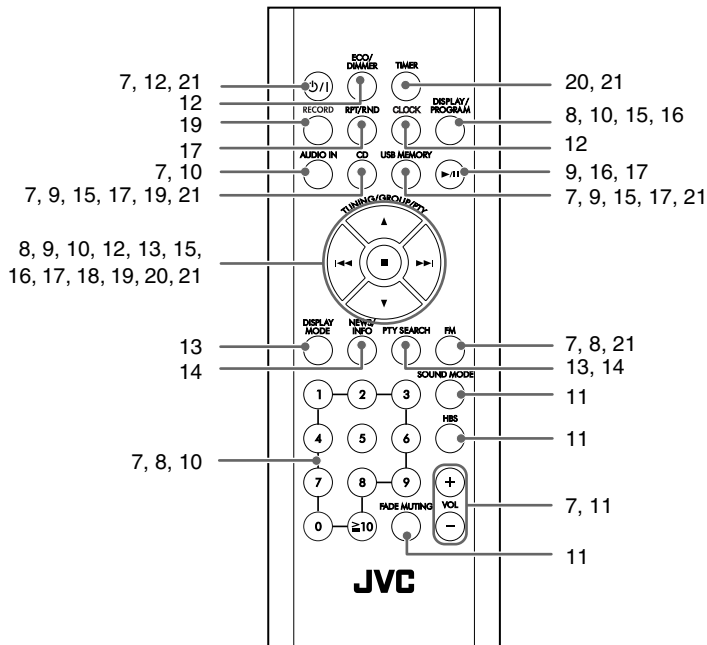 ECO/
DIMMER
TIMER
7, 12, 21
⏻/I
12
20, 21
RECORD
RPT/RND
CLOCK
DISPLAY/
PROGRAM
8, 10, 15, 16
19
12
17
AUDIO IN
CD
USB MEMORY
►/II
7, 10
9, 16, 17
7, 9, 15, 17, 19, 21
7, 9, 15, 17, 21
TUNING/GROUP/PTY
8, 9, 10, 12, 13, 15,
16, 17, 18, 19, 20, 21
DISPLAY
MODE
NEWS/
INFO
PTY SEARCH
FM
13
7, 8, 21
14
13, 14
SOUND MODE
11
1 2 3
HBS
4 5 6
11
7, 8, 10
7 8 9
+
VOL
−
7, 11
FADE MUTING
0 ≧10
11
JVC